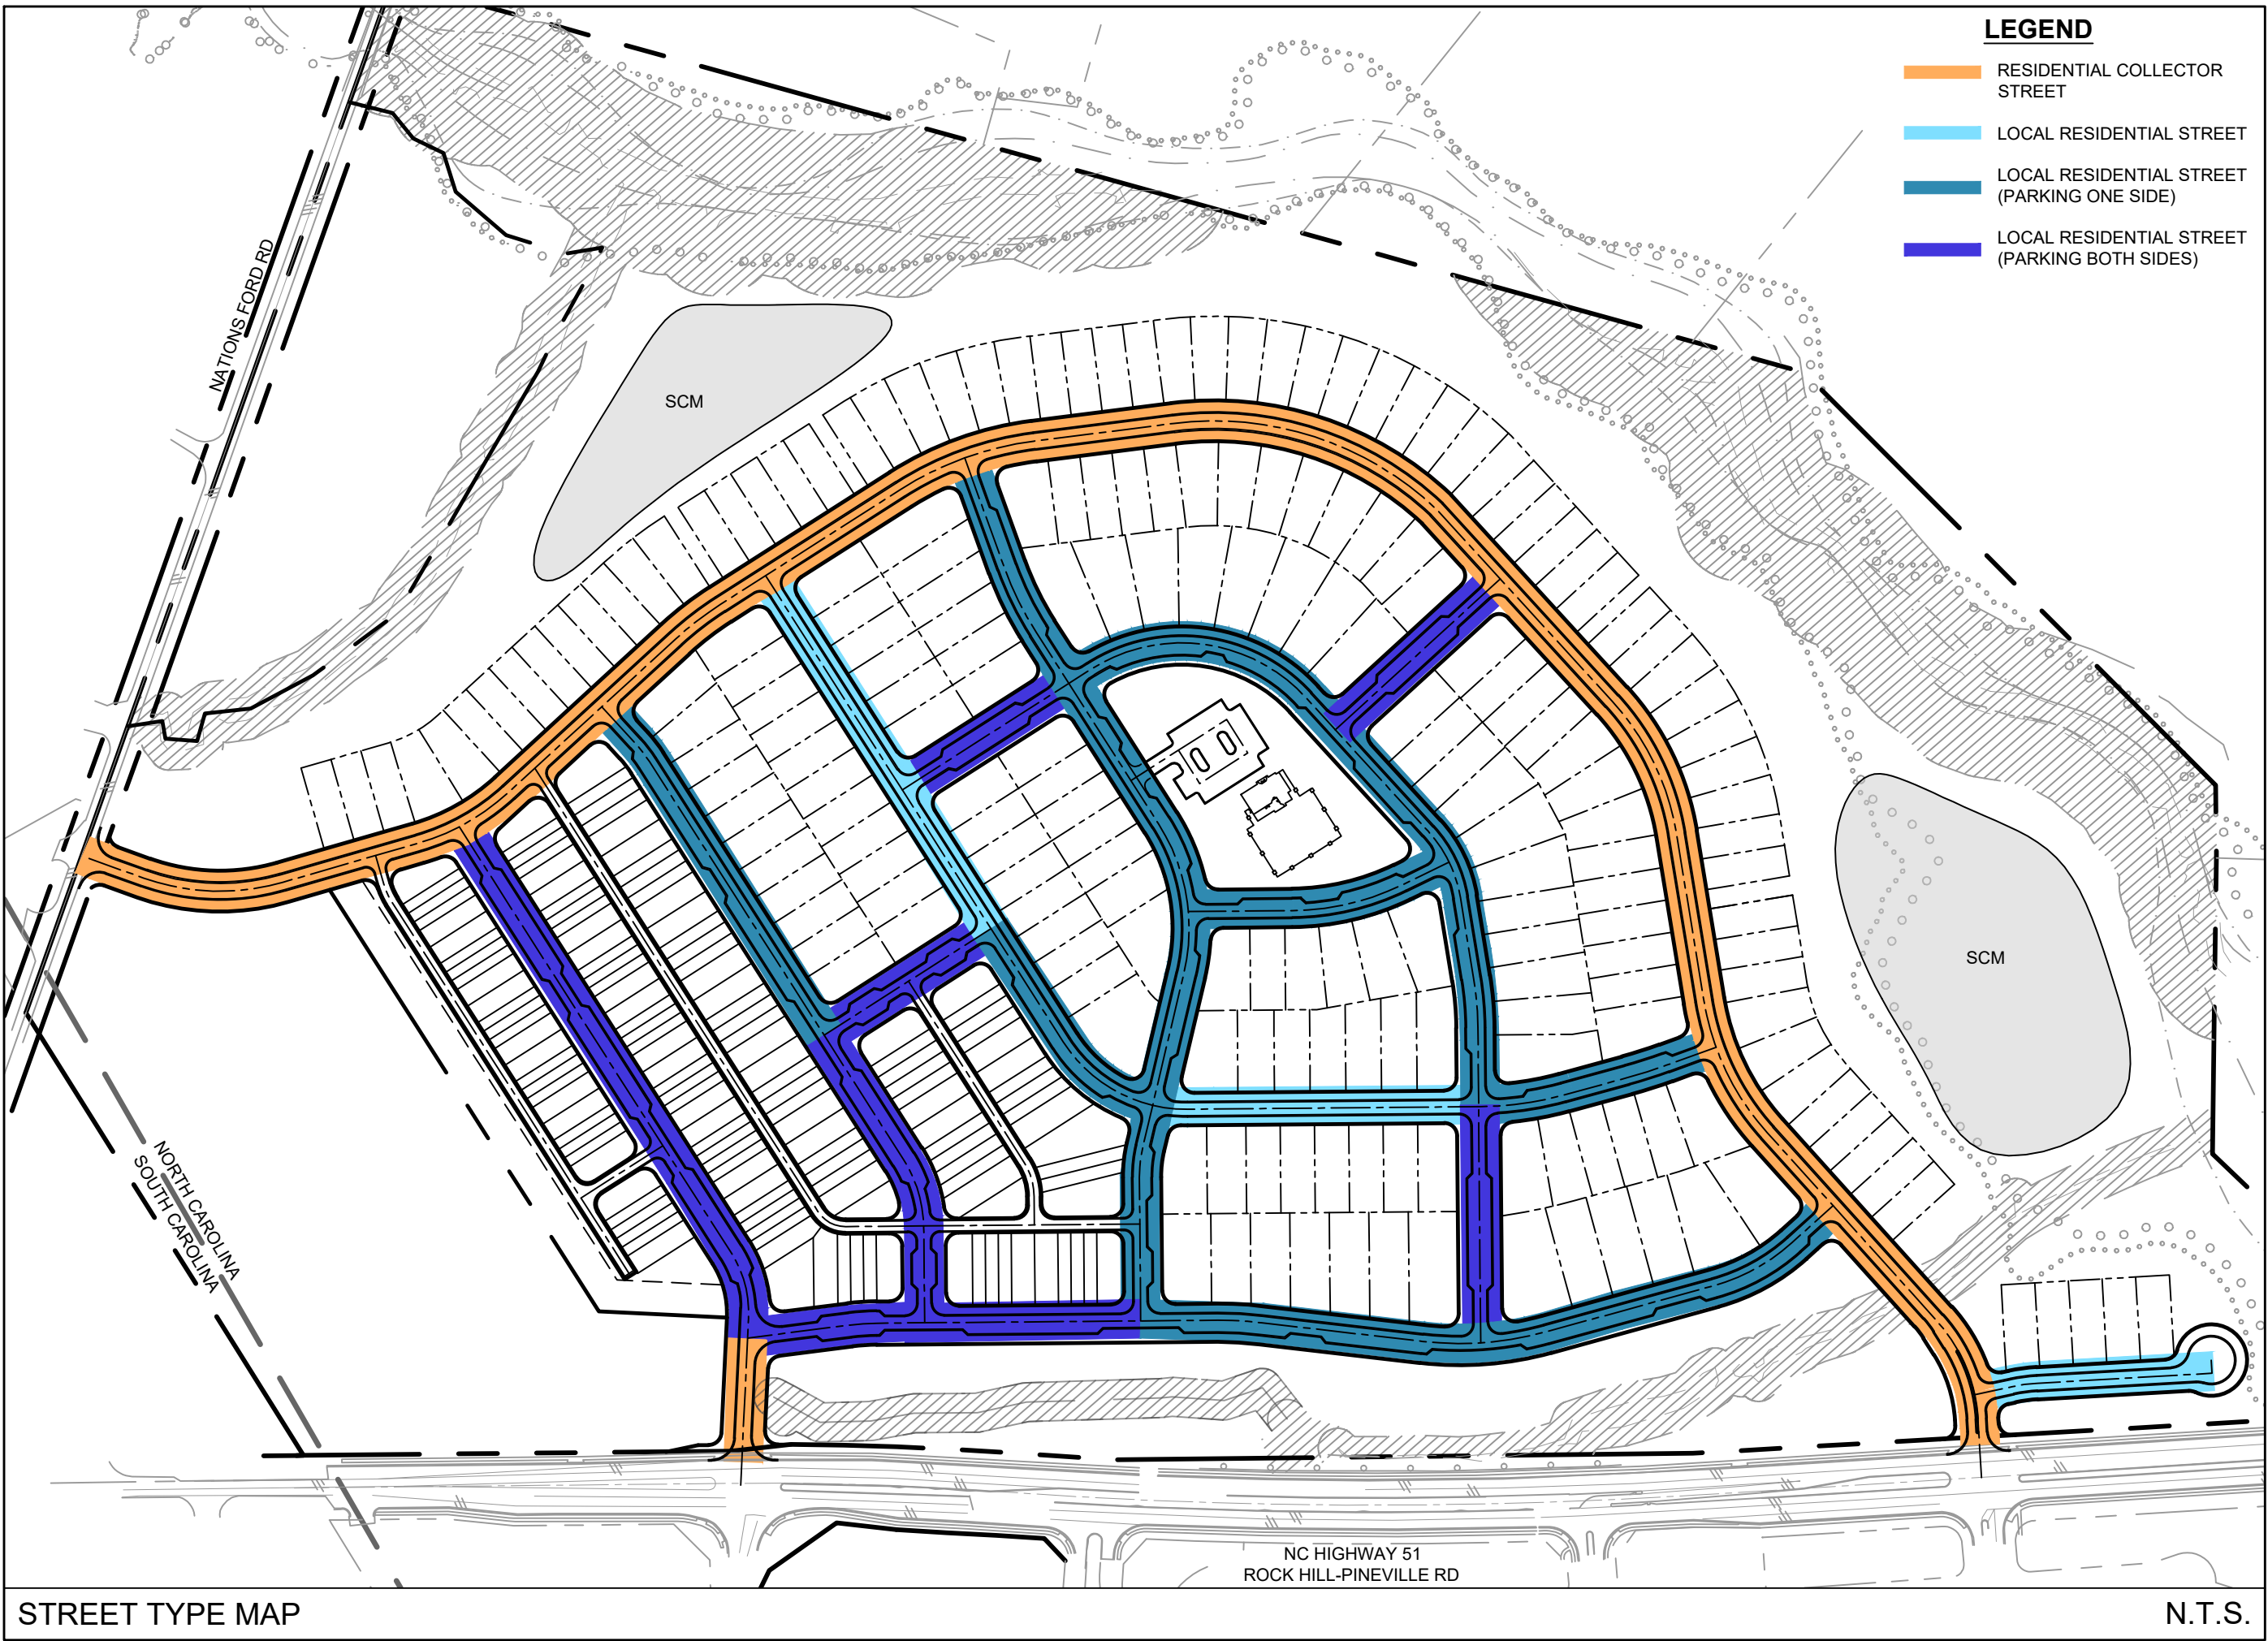 LEGEND
RESIDENTIAL COLLECTOR
STREET
LOCAL RESIDENTIAL STREET
LOCAL RESIDENTIAL STREET
(PARKING ONE SIDE)
LOCAL RESIDENTIAL STREET
(PARKING BOTH SIDES)
NATIONS FORD RD
SCM
SCM
NORTH CAROLINA
SOUTH CAROLINA
NC HIGHWAY 51
ROCK HILL-PINEVILLE RD
STREET TYPE MAP
N.T.S.